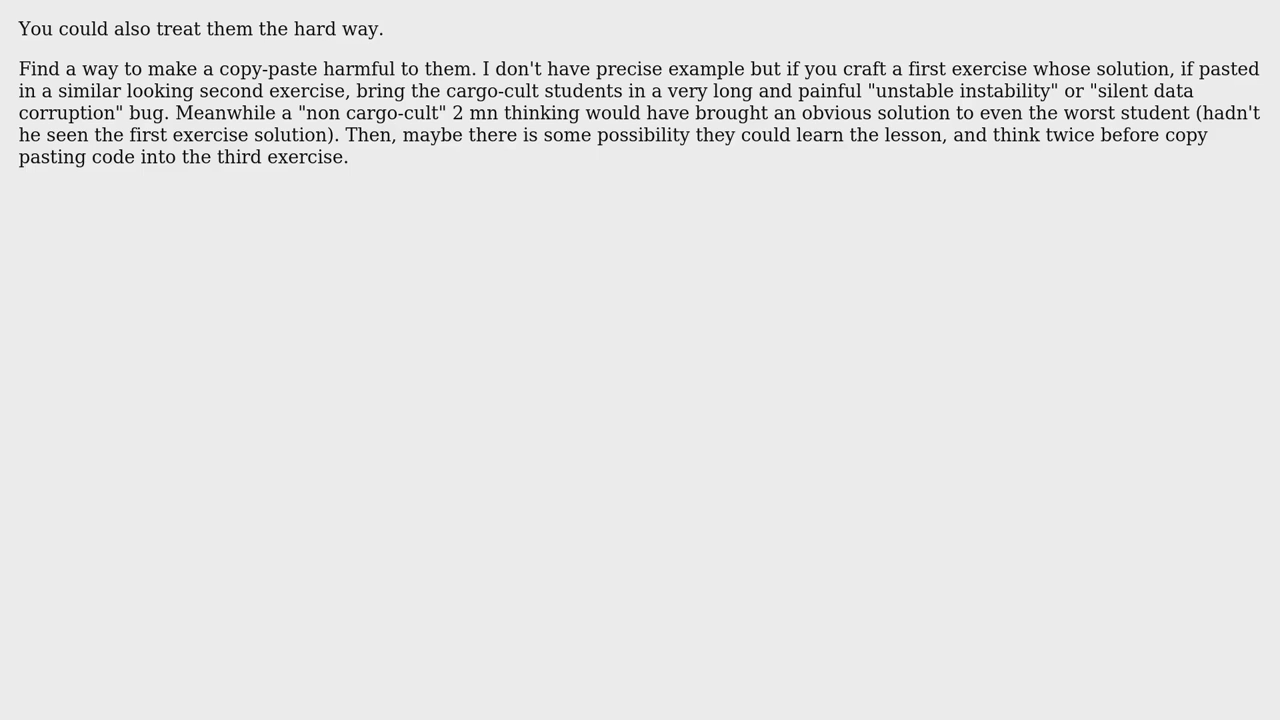 You could also treat them the hard way.
Find a way to make a copy-paste harmful to them. I don't have precise example but if you craft a first exercise whose solution, if pasted
in a similar looking second exercise, bring the cargo-cult students in a very long and painful "unstable instability" or "silent data
corruption" bug. Meanwhile a "non cargo-cult" 2 mn thinking would have brought an obvious solution to even the worst student (hadn't
he seen the first exercise solution). Then, maybe there is some possibility they could learn the lesson, and think twice before copy
pasting code into the third exercise.